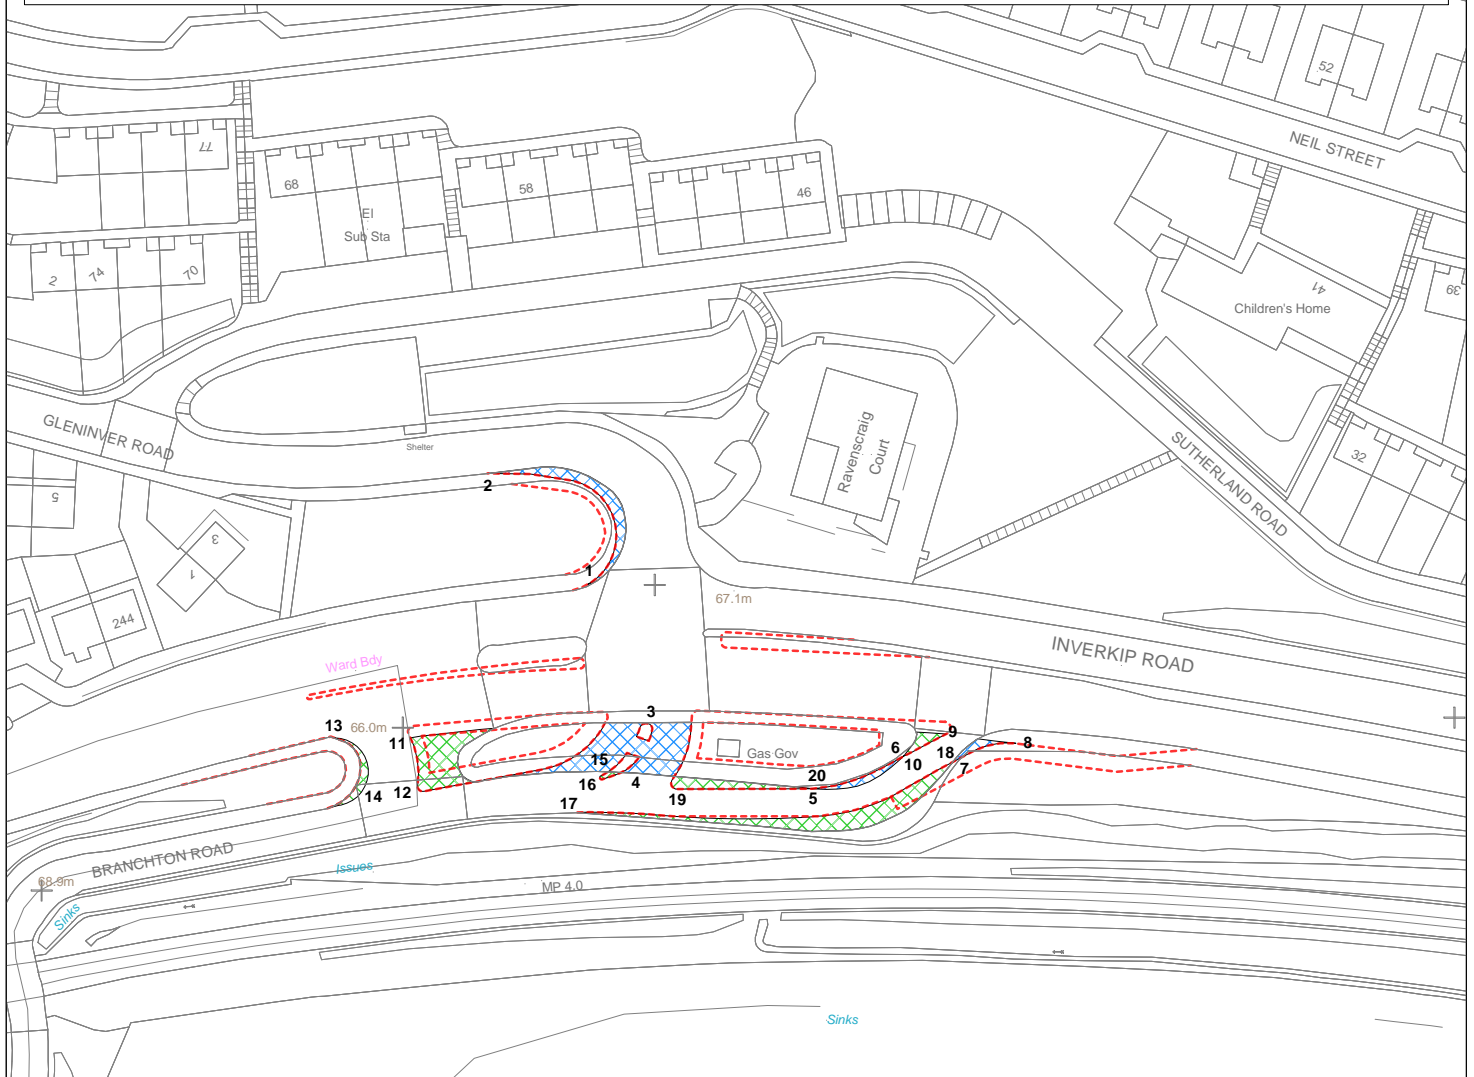 52
NEIL STREET
77
68
58
46
El
Sub Sta
2
74
70
41
39
Children's Home
GLENINVER ROAD
Shelter
Ravenscraig
Court
SUTHERLAND ROAD
32
5
2
3
1
1
244
67.1m
INVERKIP ROAD
Ward Bdy
66.0m
13
3
11
9
8
6
18
10
7
Gas Gov
15
16
4
20
12
14
17
19
5
BRANCHTON ROAD
Issues
68.9m
MP 4.0
Sinks
Sinks